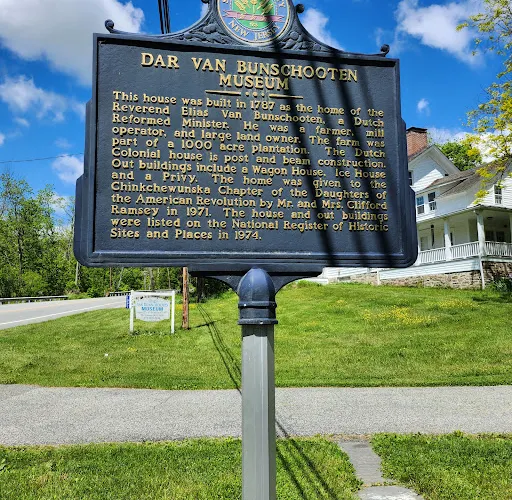 NEW JERSEY
DAR VAN BUNSCHOOTEN
MUSEUM
This house was built in 1787 as the home of the
Reverend Elias Van Bunschooten, a Dutch
Reformed Minister. He was a farmer, mill
operator, and large land owner. The farm was
part of a 1000 acre plantation. The Dutch
Colonial house is post and beam construction.
Out buildings include a Wagon House, Ice House
and a Privy. The home was given to the
Chinkchewunska Chapter of the Daughters of
the American Revolution by Mr. and Mrs. Clifford
Ramsey in 1971. The house and out buildings
were listed on the National Register of Historic
Sites and Places in 1974.
MUSEUM